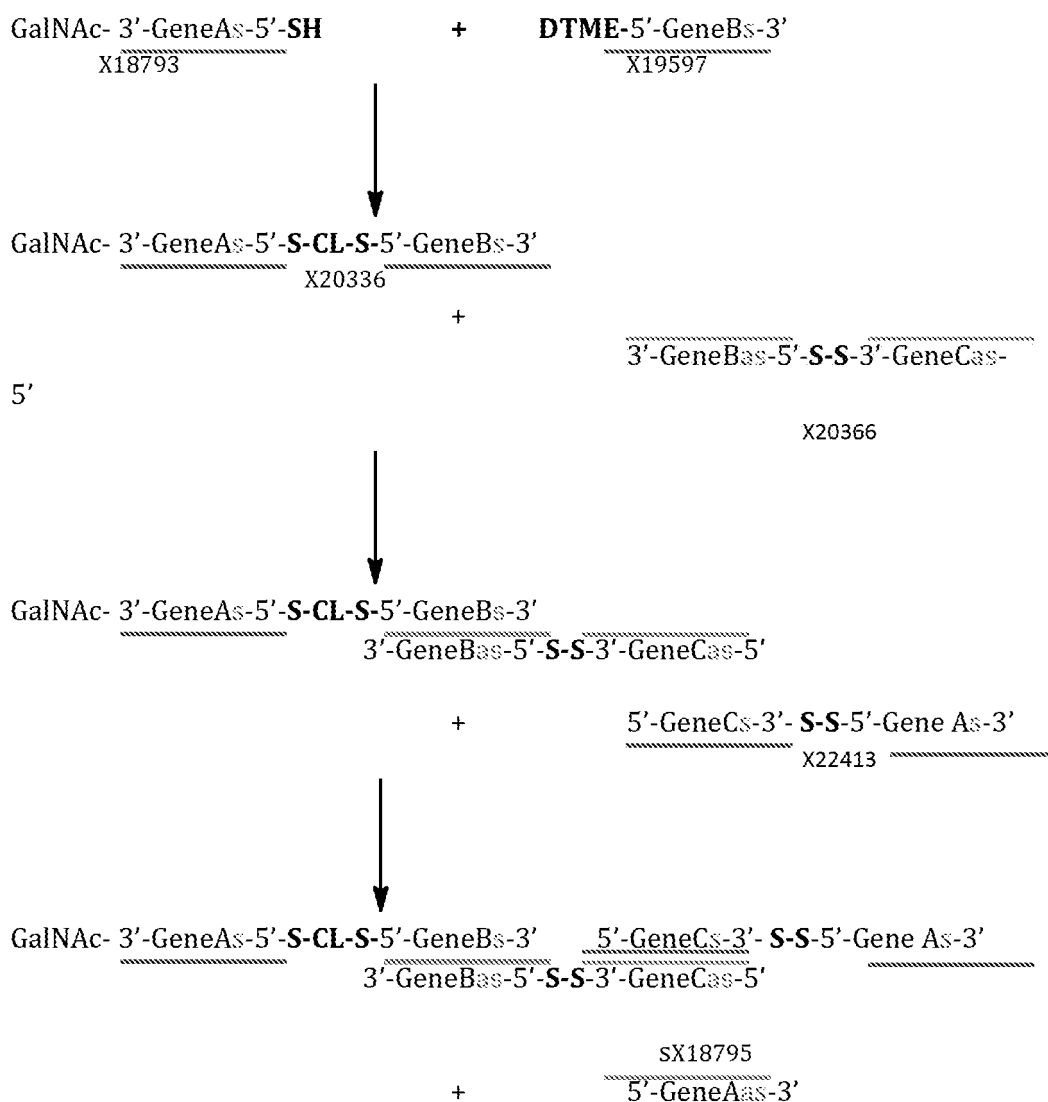 GalNAc- 3’-GeneAs-5’-SH + DTME-5’-GeneBs-3’
X18793 X19597
GalNAc- 3’-GeneAs-5’-S-CL-S-5’-GeneBs-3’
X20336
+
3’-GeneBas-5’-S-S-3’-GeneCas-
5’
X20366
GalNAc- 3’-GeneAs-5’-S-CL-S-5’-GeneBs-3’
3’-GeneBas-5’-S-S-3’-GeneCas-5’
+ 5’-GeneCs-3’- S-S-5’-Gene As-3’
X22413
GalNAc- 3’-GeneAs-5’-S-CL-S-5’-GeneBs-3’ 5’-GeneCs-3’- S-S-5’-Gene As-3’
3’-GeneBas-5’-S-S-3’-GeneCas-5’
sX18795
+ 5’-GeneAas-3’